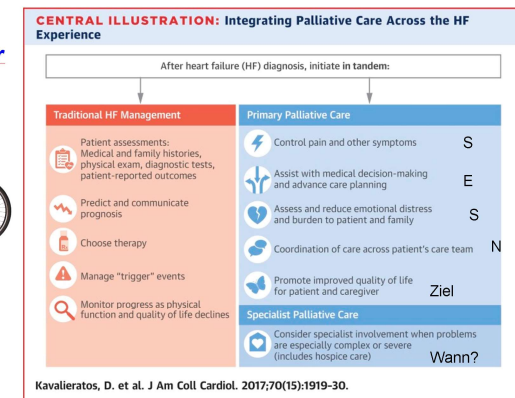 CENTRAL ILLUSTRATION: Integrating Palliative Care Across the HF
Experience
After heart failure (HF) diagnosis, initiate in tandem:
Traditional HF Management
Patient assessments:
Medical and family histories,
physical exam, diagnostic tests,
patient-reported outcomes
Predict and communicate
prognosis
Choose therapy
Manage "trigger" events
Monitor progress as physical
function and quality of life declines
Primary Palliative Care
Control pain and other symptoms S
Assist with medical decision-making
and advance care planning E
Assess and reduce emotional distress
and burden to patient and family S
Coordination of care across patient's care team N
Promote improved quality of life
for patient and caregiver Ziel
Specialist Palliative Care
Consider specialist involvement when problems
are especially complex or severe
(includes hospice care) Wann?
Kavalieratos, D. et al. J Am Coll Cardiol. 2017;70(15):1919-30.